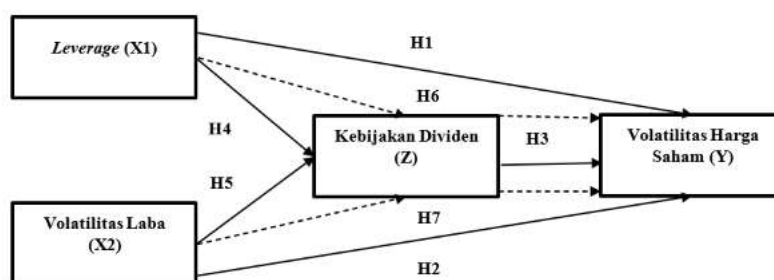 H1
Leverage (X1)
H6
H4
Kebijakan Dividen
(Z)
H3
Volatilitas Harga
Saham (Y)
H5
Volatilitas Laba
(X2)
H7
H2